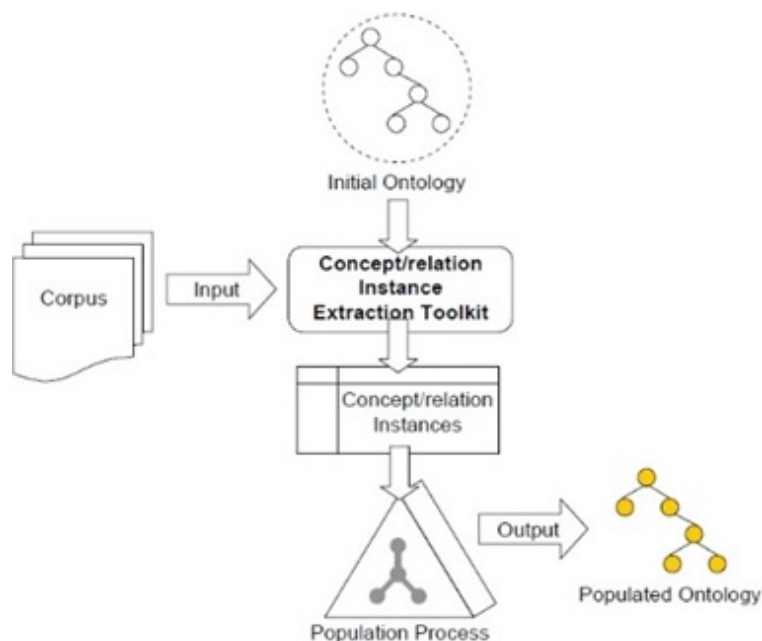 Initial Ontology
Corpus
Input
Concept/relation
Instance
Extraction Toolkit
Concept/relation
Instances
Output
Populated Ontology
Population Process